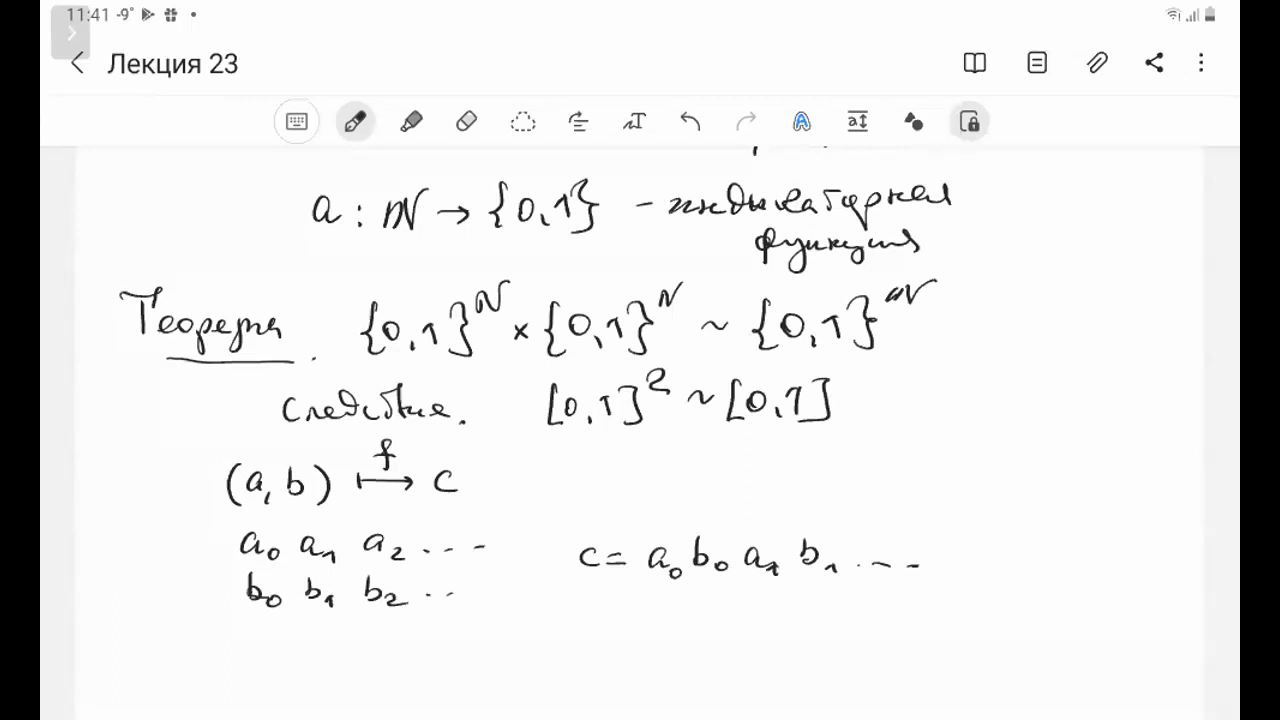 11:41 -9°
Лекция 23
a : ℕ → {0,1} – индикаторная
функция
Теорема. {0,1}^ℕ × {0,1}^ℕ ~ {0,1}^ℕ
Следствие. [0,1]² ~ [0,1]
(a, b) ↦ᶠ c
a₀ a₁ a₂ ....
b₀ b₁ b₂ ..
c = a₀ b₀ a₁ b₁ ....